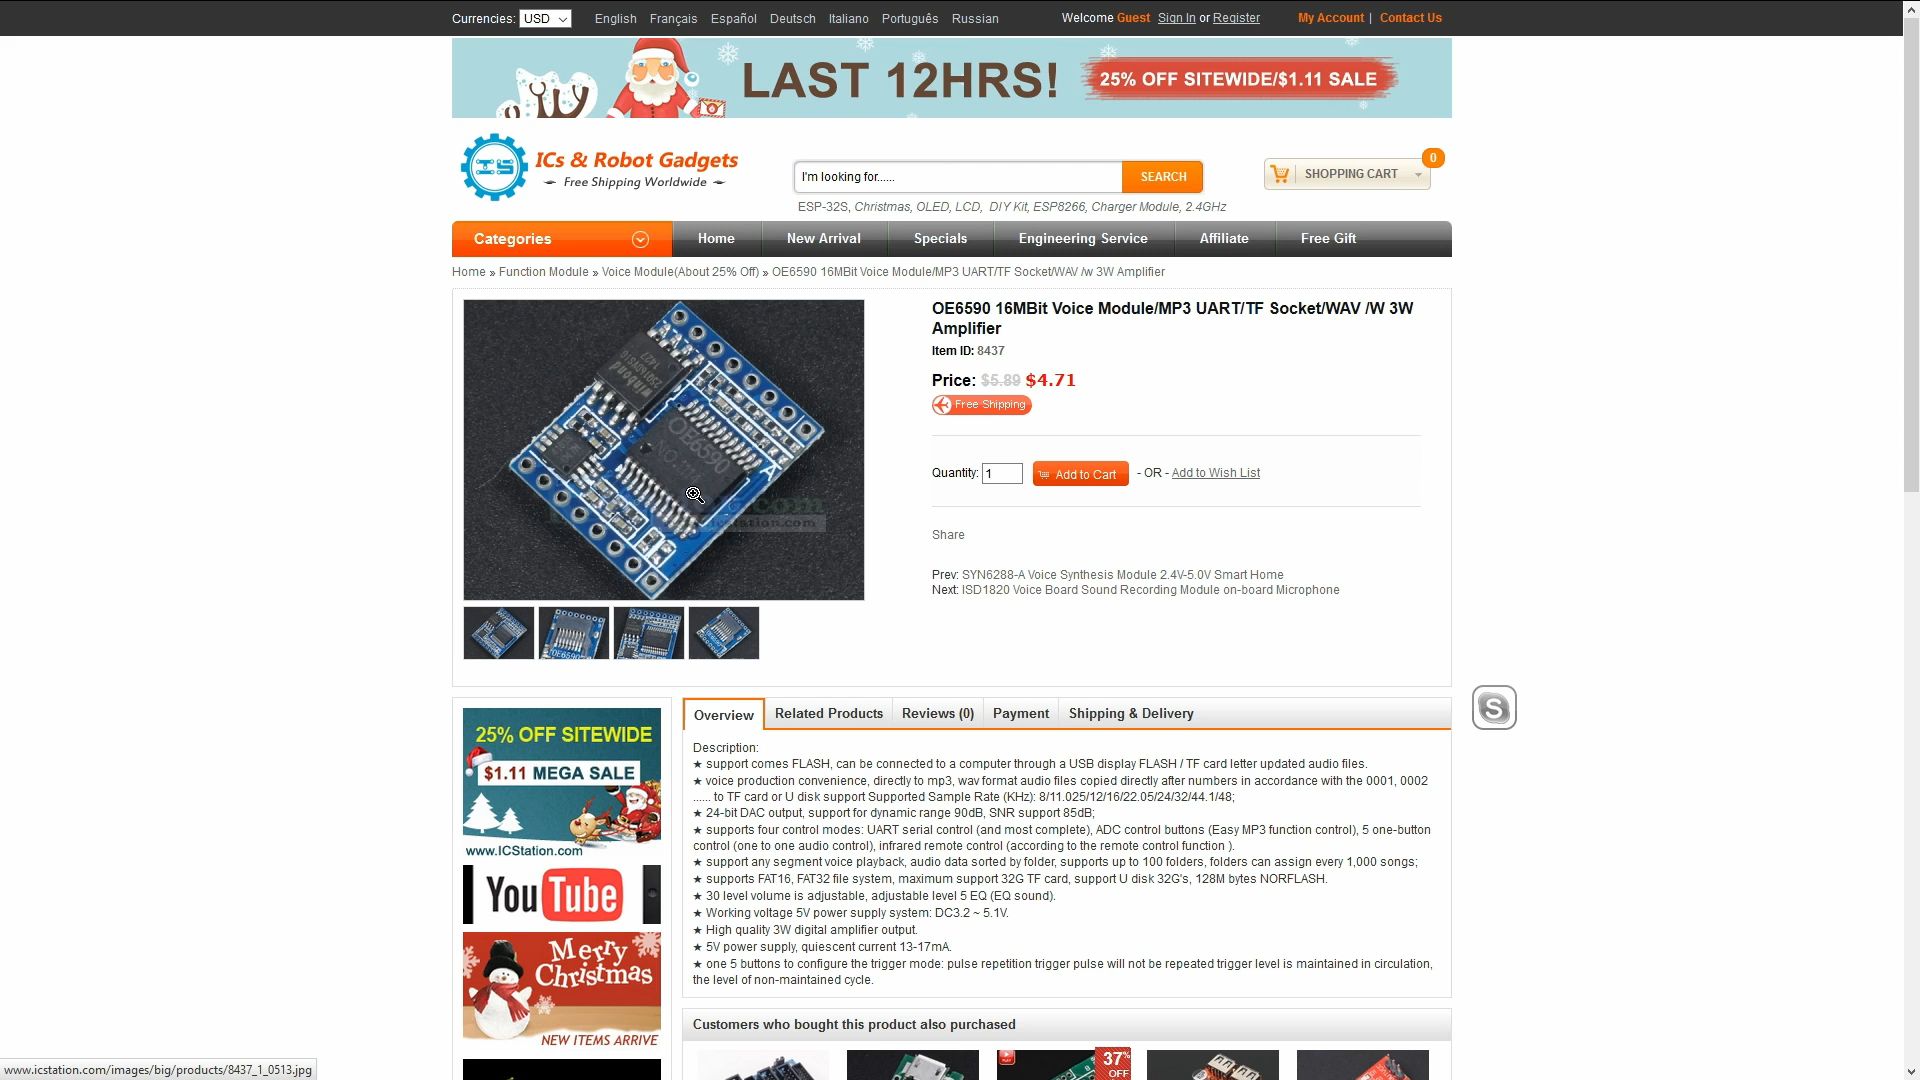 Currencies: USD English Français Español Deutsch Italiano Português Russian Welcome Guest Sign In or Register My Account | Contact Us
LAST 12HRS! 25% OFF SITEWIDE/$1.11 SALE
ICs & Robot Gadgets
Free Shipping Worldwide
I'm looking for...... SEARCH
SHOPPING CART 0
ESP-32S, Christmas, OLED, LCD, DIY Kit, ESP8266, Charger Module, 2.4GHz
Categories Home New Arrival Specials Engineering Service Affiliate Free Gift
Home » Function Module » Voice Module(About 25% Off) » OE6590 16MBit Voice Module/MP3 UART/TF Socket/WAV /w 3W Amplifier
OE6590 16MBit Voice Module/MP3 UART/TF Socket/WAV /W 3W
Amplifier
Item ID: 8437
Price: $5.89 $4.71
Free Shipping
Quantity: 1 Add to Cart - OR - Add to Wish List
Share
Prev: SYN6288-A Voice Synthesis Module 2.4V-5.0V Smart Home
Next: ISD1820 Voice Board Sound Recording Module on-board Microphone
winbond
1427
OE6590
icstation.com
OE6590
25% OFF SITEWIDE
$1.11 MEGA SALE
www.ICStation.com
YouTube
Merry
Christmas
NEW ITEMS ARRIVE
Overview Related Products Reviews (0) Payment Shipping & Delivery
Description:
★ support comes FLASH, can be connected to a computer through a USB display FLASH / TF card letter updated audio files.
★ voice production convenience, directly to mp3, wav format audio files copied directly after numbers in accordance with the 0001, 0002
...... to TF card or U disk support Supported Sample Rate (KHz): 8/11.025/12/16/22.05/24/32/44.1/48;
★ 24-bit DAC output, support for dynamic range 90dB, SNR support 85dB;
★ supports four control modes: UART serial control (and most complete), ADC control buttons (Easy MP3 function control), 5 one-button
control (one to one audio control), infrared remote control (according to the remote control function ).
★ support any segment voice playback, audio data sorted by folder, supports up to 100 folders, folders can assign every 1,000 songs;
★ supports FAT16, FAT32 file system, maximum support 32G TF card, support U disk 32G's, 128M bytes NORFLASH.
★ 30 level volume is adjustable, adjustable level 5 EQ (EQ sound).
★ Working voltage 5V power supply system: DC3.2 ~ 5.1V.
★ High quality 3W digital amplifier output.
★ 5V power supply, quiescent current 13-17mA.
★ one 5 buttons to configure the trigger mode: pulse repetition trigger pulse will not be repeated trigger level is maintained in circulation,
the level of non-maintained cycle.
Customers who bought this product also purchased
37% OFF
www.icstation.com/images/big/products/8437_1_0513.jpg